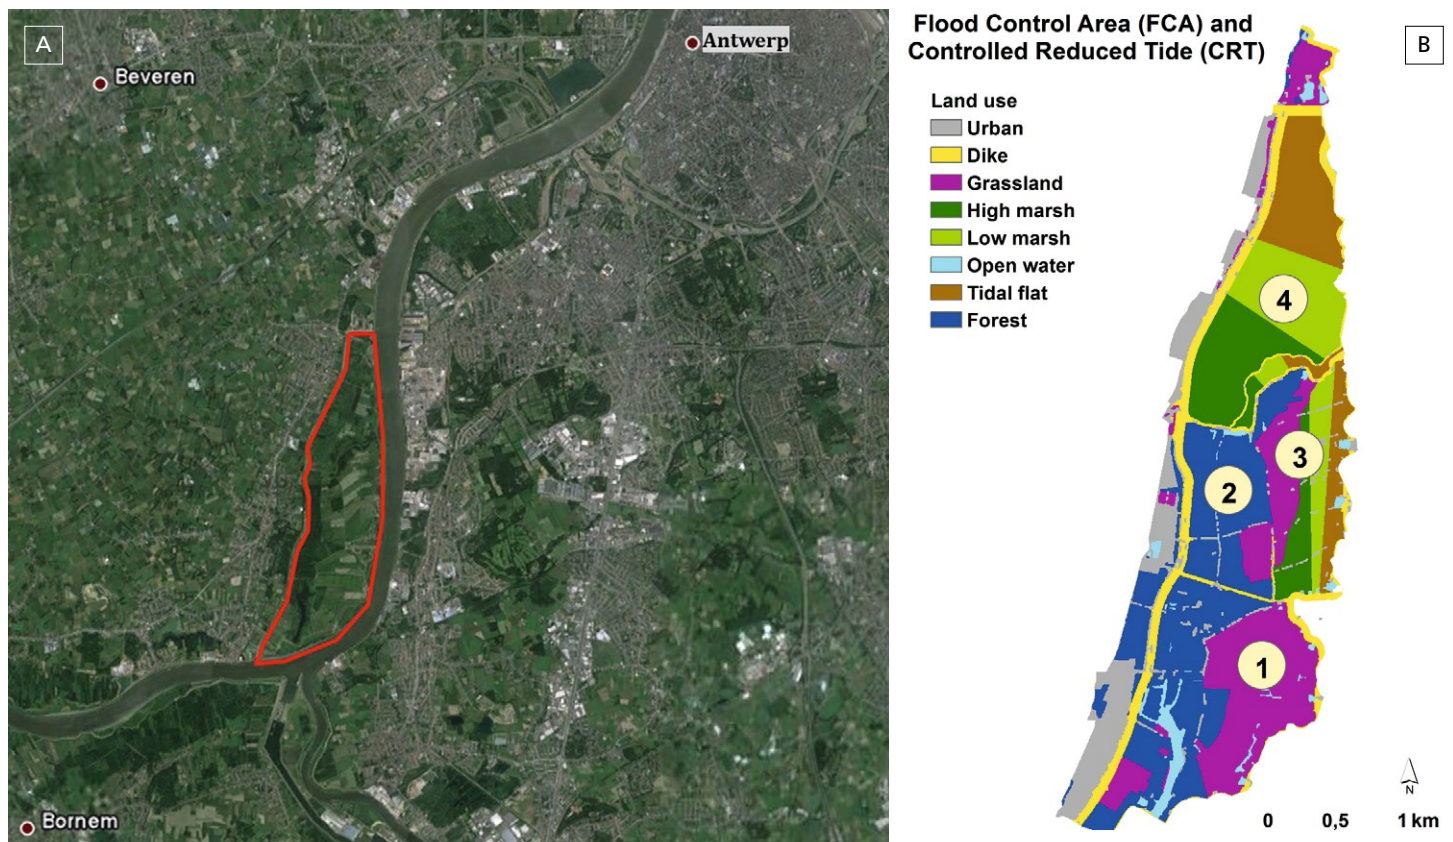 A
Antwerp
Beveren
Bornem
Flood Control Area (FCA) and
Controlled Reduced Tide (CRT)
B
Land use
Urban
Dike
Grassland
High marsh
Low marsh
Open water
Tidal flat
Forest
4
3
2
1
N
0 0,5 1 km